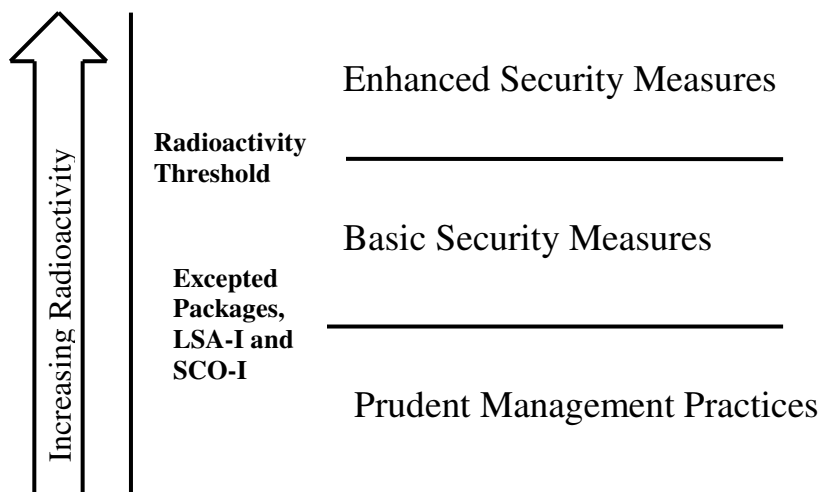 Enhanced Security Measures
Radioactivity
Threshold
Basic Security Measures
Excepted
Packages,
LSA-I and
SCO-I
Prudent Management Practices
Increasing Radioactivity